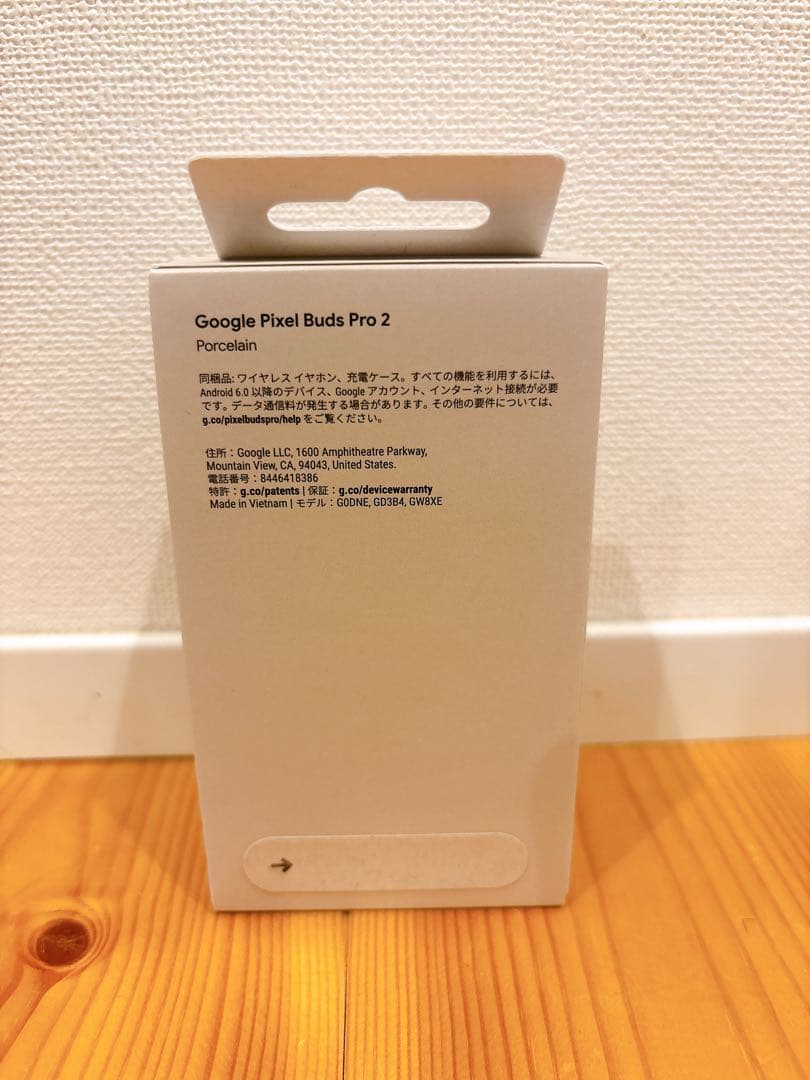 Google Pixel Buds Pro 2
Porcelain
同梱品: ワイヤレス イヤホン、充電ケース。すべての機能を利用するには、
Android 6.0 以降のデバイス、Google アカウント、インターネット接続が必要
です。データ通信料が発生する場合があります。その他の要件については、
g.co/pixelbudspro/help をご覧ください。
住所：Google LLC, 1600 Amphitheatre Parkway,
Mountain View, CA, 94043, United States.
電話番号：8446418386
特許：g.co/patents | 保証：g.co/devicewarranty
Made in Vietnam | モデル：G0DNE, GD3B4, GW8XE